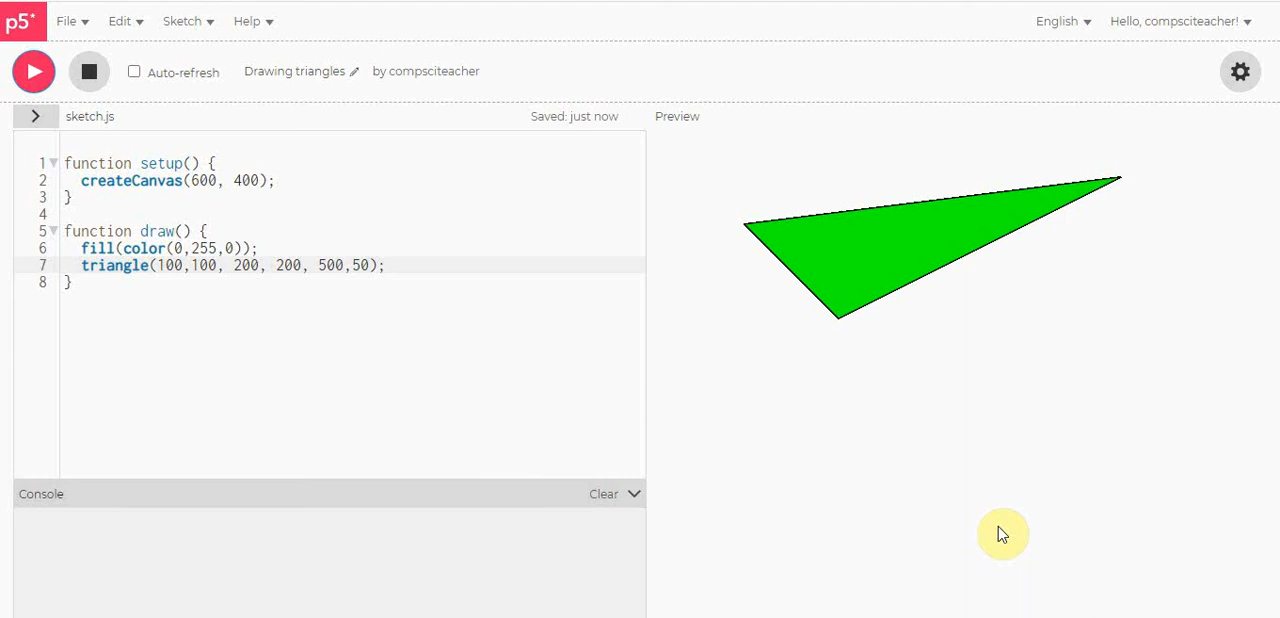 p5* File Edit Sketch Help English Hello, compsciteacher!
Auto-refresh Drawing triangles by compsciteacher
sketch.js Saved: just now Preview
1 function setup() {
2 createCanvas(600, 400);
3 }
4
5 function draw() {
6 fill(color(0,255,0));
7 triangle(100,100, 200, 200, 500,50);
8 }
Console Clear